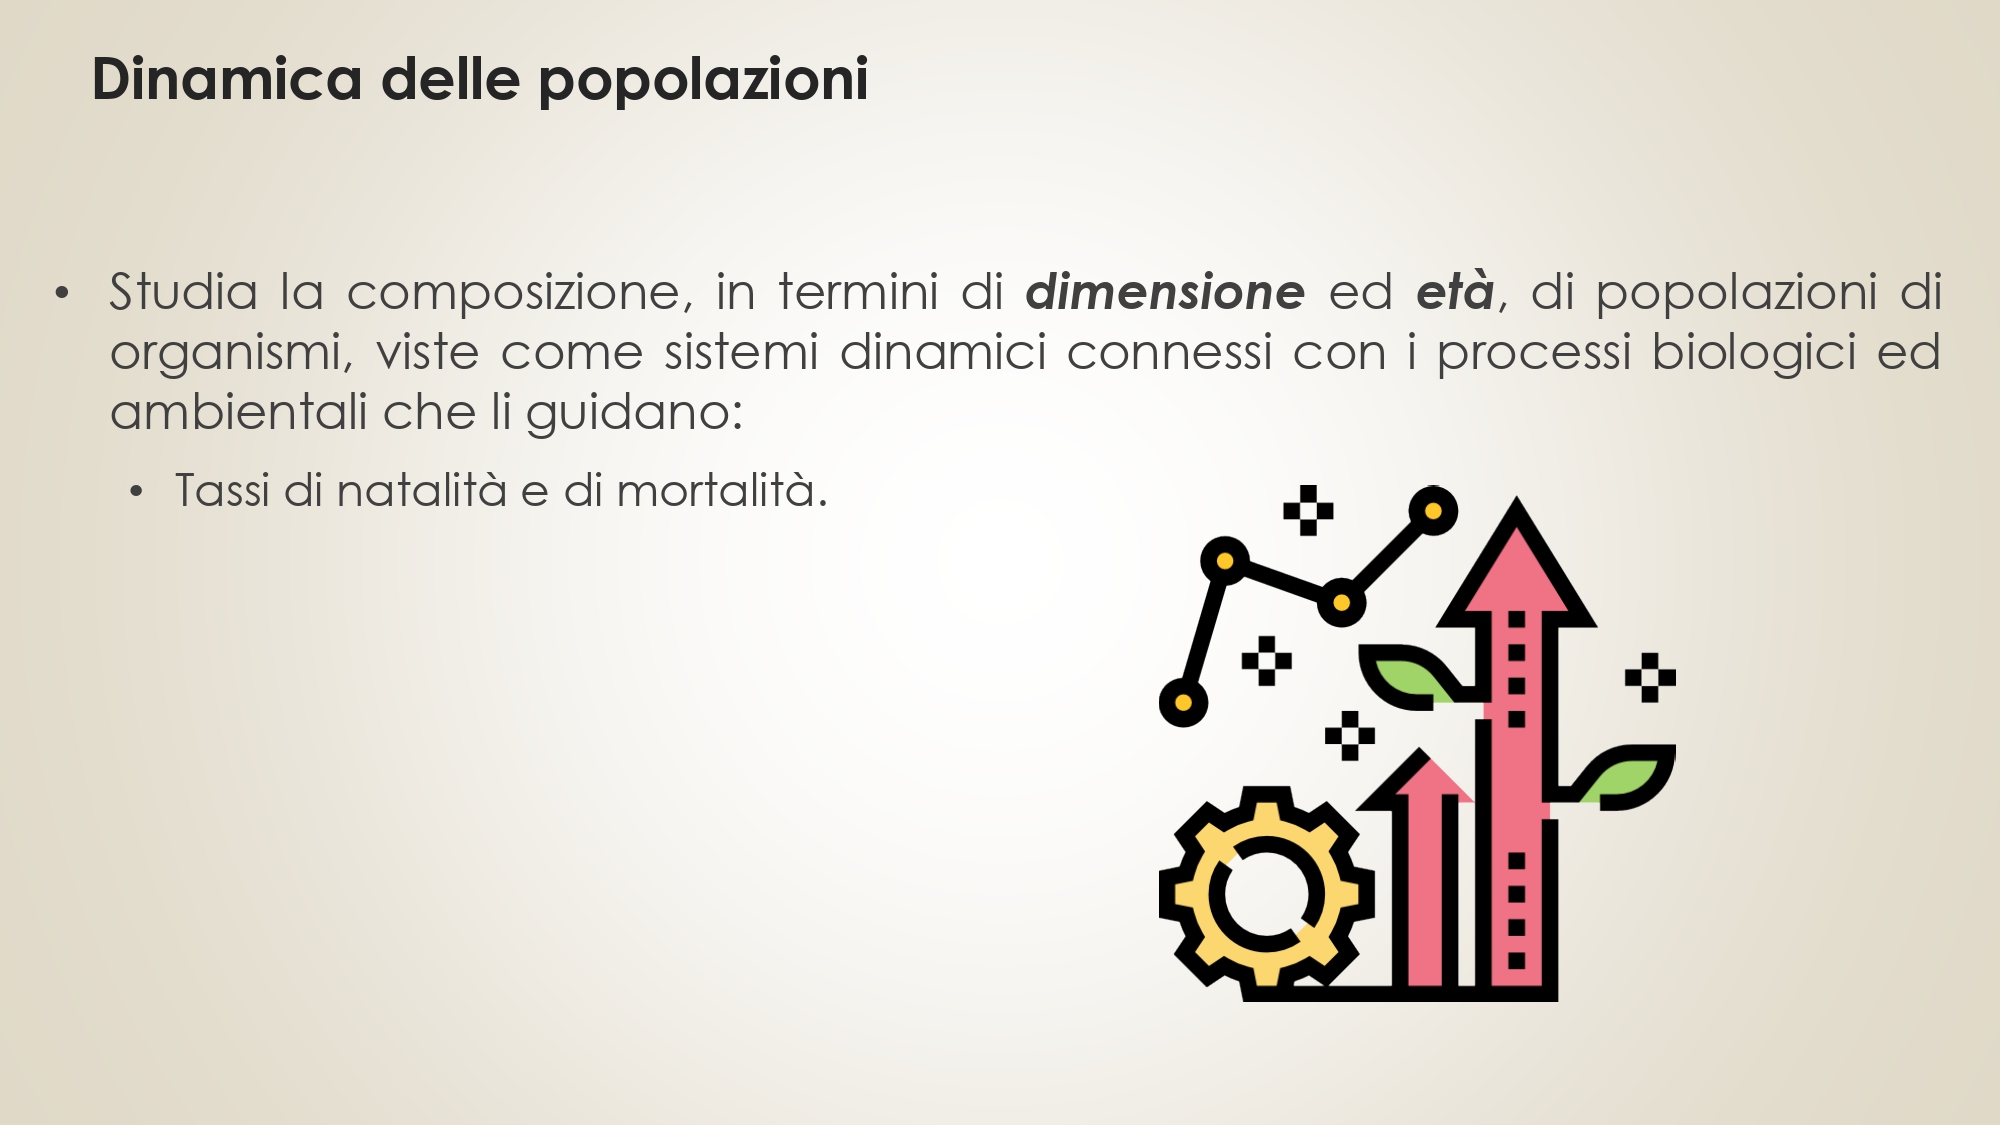 Dinamica delle popolazioni
• Studia la composizione, in termini di dimensione ed età, di popolazioni di
organismi, viste come sistemi dinamici connessi con i processi biologici ed
ambientali che li guidano:
• Tassi di natalità e di mortalità.